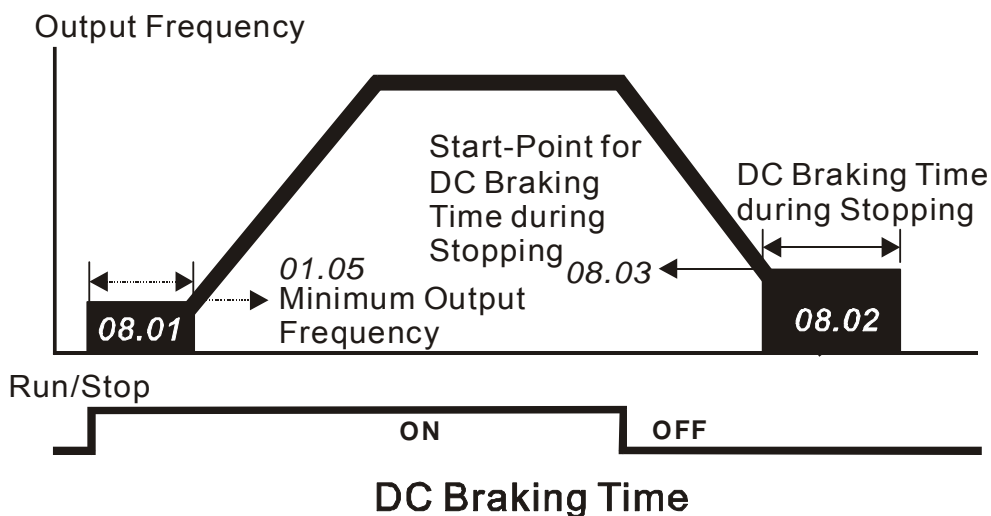 Output Frequency
Start-Point for
DC Braking
Time during
Stopping
08.03
DC Braking Time
during Stopping
01.05
Minimum Output
Frequency
08.01
08.02
Run/Stop
ON
OFF
DC Braking Time